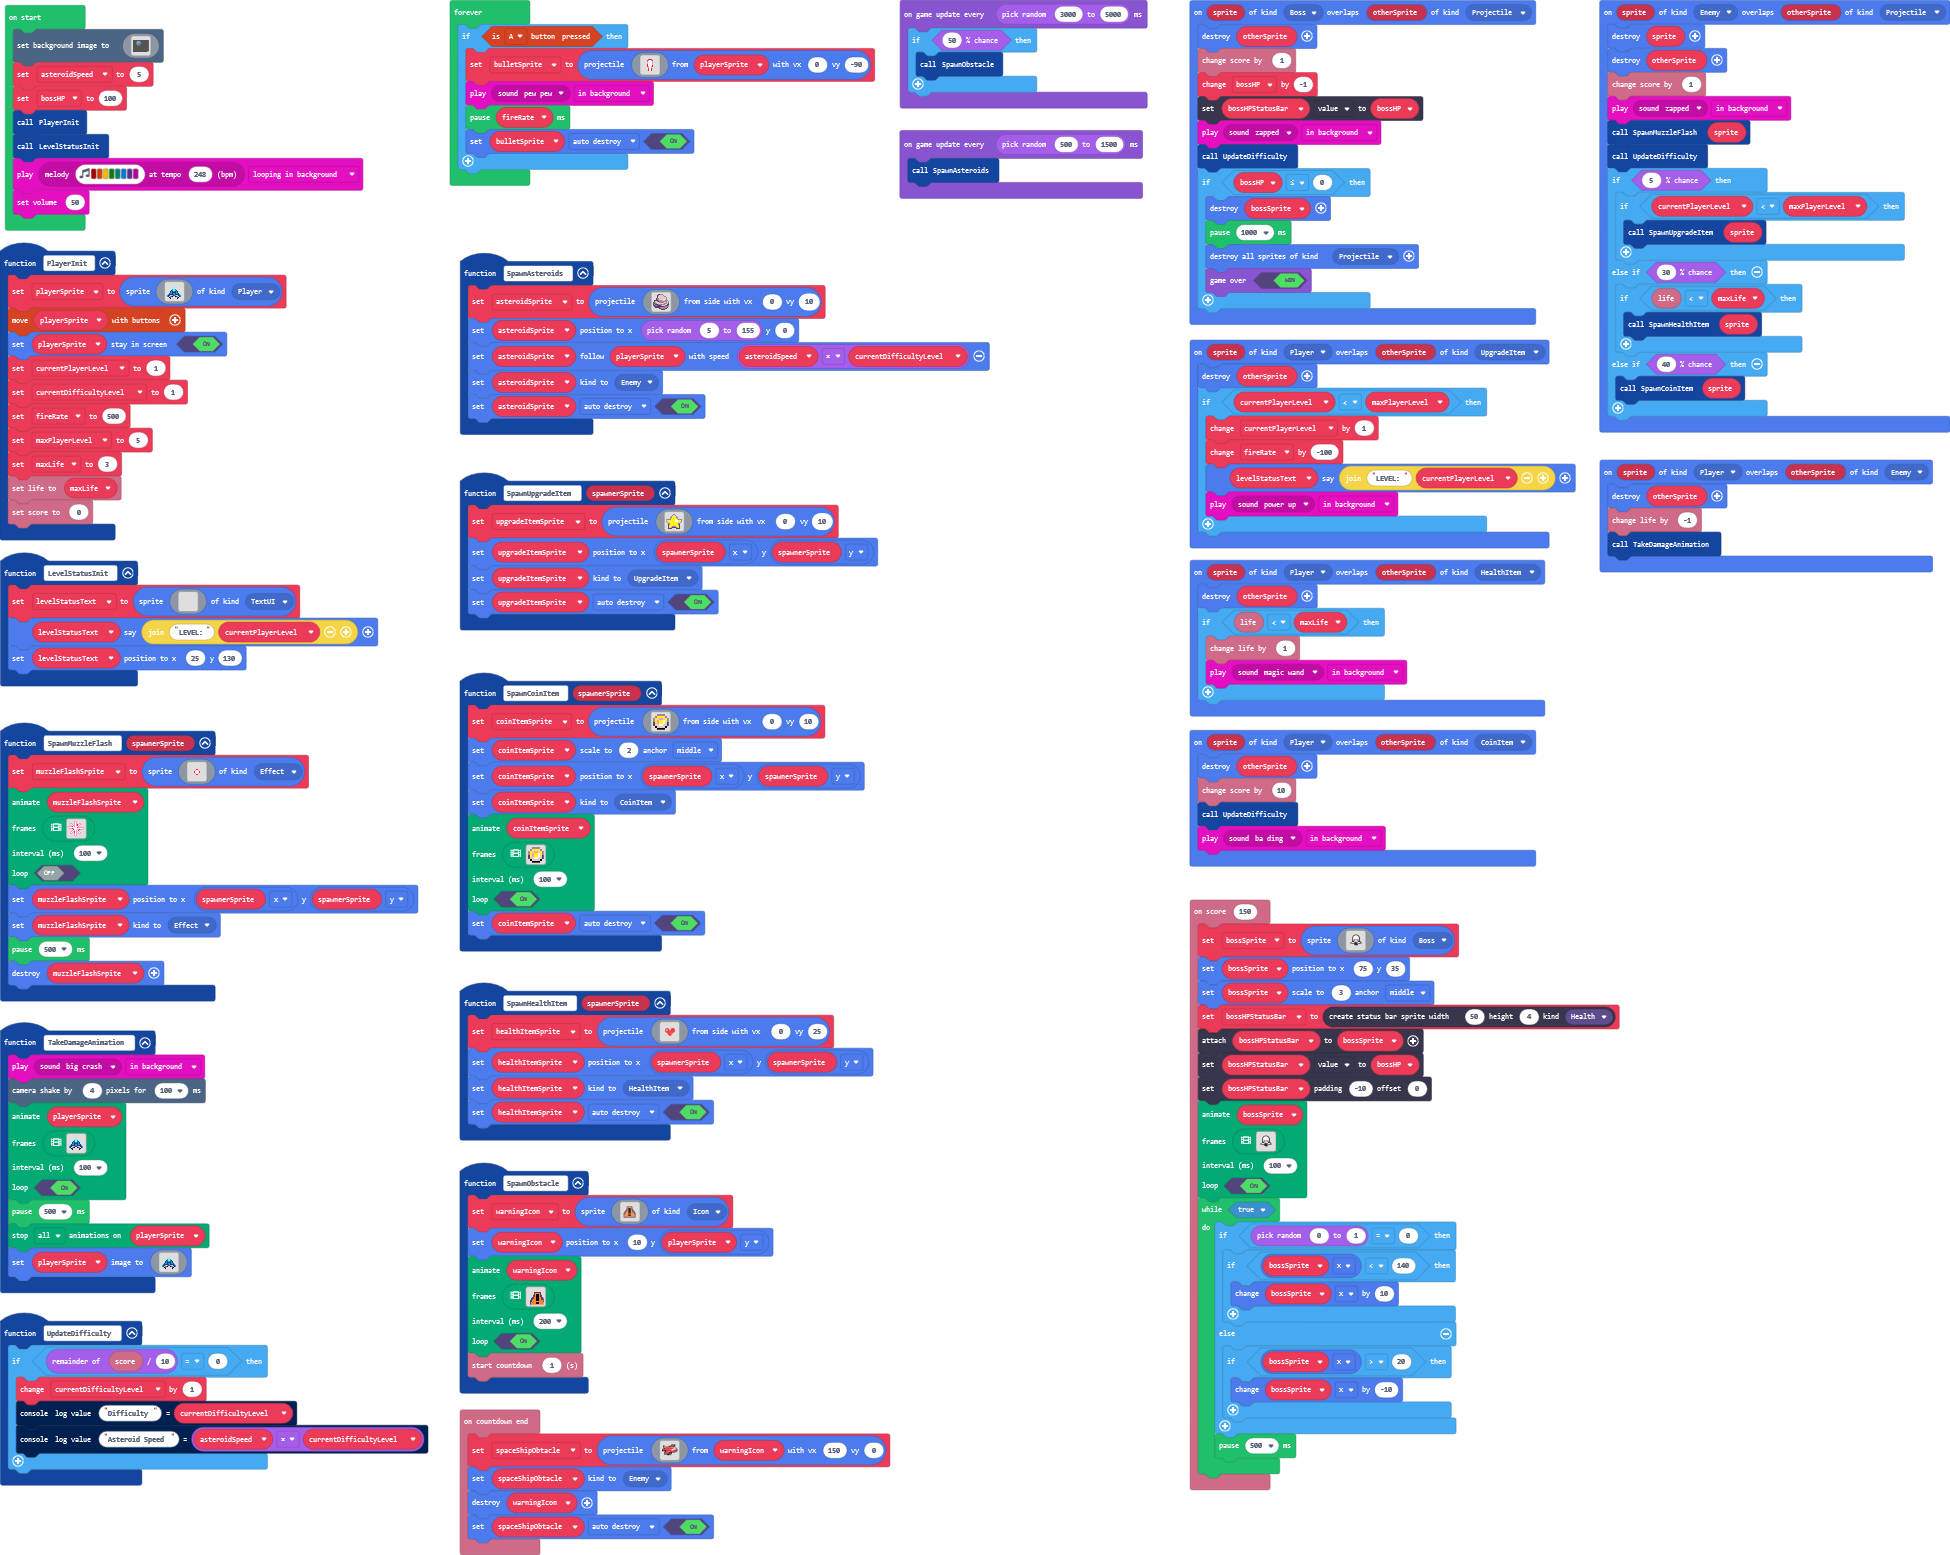 on start
set background image to
set asteroidSpeed to 5
set bossHP to 100
call PlayerInit
call LevelStatusInit
play melody at tempo 248 (bpm) looping in background
set volume 50
function PlayerInit
set playerSprite to sprite of kind Player
move playerSprite with buttons
set playerSprite stay in screen ON
set currentPlayerLevel to 1
set currentDifficultyLevel to 1
set fireRate to 500
set maxPlayerLevel to 5
set maxLife to 3
set life to maxLife
set score to 0
function LevelStatusInit
set levelStatusText to sprite of kind TextUI
levelStatusText say join "LEVEL: " currentPlayerLevel
set levelStatusText position to x 25 y 130
function SpawnMuzzleFlash spawnerSprite
set muzzleFlashSrpite to sprite of kind Effect
animate muzzleFlashSrpite
frames
interval (ms) 100
loop OFF
set muzzleFlashSrpite position to x spawnerSprite x y spawnerSprite y
set muzzleFlashSrpite kind to Effect
pause 500 ms
destroy muzzleFlashSrpite
function TakeDamageAnimation
play sound big crash in background
camera shake by 4 pixels for 100 ms
animate playerSprite
frames
interval (ms) 100
loop ON
pause 500 ms
stop all animations on playerSprite
set playerSprite image to
function UpdateDifficulty
if remainder of score / 10 = 0 then
change currentDifficultyLevel by 1
console log value "Difficulty " = currentDifficultyLevel
console log value "Asteroid Speed " = asteroidSpeed × currentDifficultyLevel
forever
if is A button pressed then
set bulletSprite to projectile from playerSprite with vx 0 vy -90
play sound pew pew in background
pause fireRate ms
set bulletSprite auto destroy ON
function SpawnAsteroids
set asteroidSprite to projectile from side with vx 0 vy 10
set asteroidSprite position to x pick random 5 to 155 y 0
set asteroidSprite follow playerSprite with speed asteroidSpeed × currentDifficultyLevel
set asteroidSprite kind to Enemy
set asteroidSprite auto destroy ON
function SpawnUpgradeItem spawnerSprite
set upgradeItemSprite to projectile from side with vx 0 vy 10
set upgradeItemSprite position to x spawnerSprite x y spawnerSprite y
set upgradeItemSprite kind to UpgradeItem
set upgradeItemSprite auto destroy ON
function SpawnCoinItem spawnerSprite
set coinItemSprite to projectile from side with vx 0 vy 10
set coinItemSprite scale to 2 anchor middle
set coinItemSprite position to x spawnerSprite x y spawnerSprite y
set coinItemSprite kind to CoinItem
animate coinItemSprite
frames
interval (ms) 100
loop ON
set coinItemSprite auto destroy ON
function SpawnHealthItem spawnerSprite
set healthItemSprite to projectile from side with vx 0 vy 25
set healthItemSprite position to x spawnerSprite x y spawnerSprite y
set healthItemSprite kind to HealthItem
set healthItemSprite auto destroy ON
function SpawnObstacle
set warningIcon to sprite of kind Icon
set warningIcon position to x 10 y playerSprite y
animate warningIcon
frames
interval (ms) 200
loop ON
start countdown 1 (s)
on countdown end
set spaceShipObtacle to projectile from warningIcon with vx 150 vy 0
set spaceShipObtacle kind to Enemy
destroy warningIcon
set spaceShipObtacle auto destroy ON
on game update every pick random 3000 to 5000 ms
if 50 % chance then
call SpawnObstacle
on game update every pick random 500 to 1500 ms
call SpawnAsteroids
on sprite of kind Boss overlaps otherSprite of kind Projectile
destroy otherSprite
change score by 1
change bossHP by -1
set bossHPStatusBar value to bossHP
play sound zapped in background
call UpdateDifficulty
if bossHP ≤ 0 then
destroy bossSprite
pause 1000 ms
destroy all sprites of kind Projectile
game over WIN
on sprite of kind Player overlaps otherSprite of kind UpgradeItem
destroy otherSprite
if currentPlayerLevel < maxPlayerLevel then
change currentPlayerLevel by 1
change fireRate by -100
levelStatusText say join "LEVEL: " currentPlayerLevel
play sound power up in background
on sprite of kind Player overlaps otherSprite of kind HealthItem
destroy otherSprite
if life < maxLife then
change life by 1
play sound magic wand in background
on sprite of kind Player overlaps otherSprite of kind CoinItem
destroy otherSprite
change score by 10
call UpdateDifficulty
play sound ba ding in background
on score 150
set bossSprite to sprite of kind Boss
set bossSprite position to x 75 y 35
set bossSprite scale to 3 anchor middle
set bossHPStatusBar to create status bar sprite width 50 height 4 kind Health
attach bossHPStatusBar to bossSprite
set bossHPStatusBar value to bossHP
set bossHPStatusBar padding -10 offset 0
animate bossSprite
frames
interval (ms) 100
loop ON
while true
do
if pick random 0 to 1 = 0 then
if bossSprite x < 140 then
change bossSprite x by 10
else
if bossSprite x > 20 then
change bossSprite x by -10
pause 500 ms
on sprite of kind Enemy overlaps otherSprite of kind Projectile
destroy sprite
destroy otherSprite
change score by 1
play sound zapped in background
call SpawnMuzzleFlash sprite
call UpdateDifficulty
if 5 % chance then
if currentPlayerLevel < maxPlayerLevel then
call SpawnUpgradeItem sprite
else if 30 % chance then
if life < maxLife then
call SpawnHealthItem sprite
else if 40 % chance then
call SpawnCoinItem sprite
on sprite of kind Player overlaps otherSprite of kind Enemy
destroy otherSprite
change life by -1
call TakeDamageAnimation